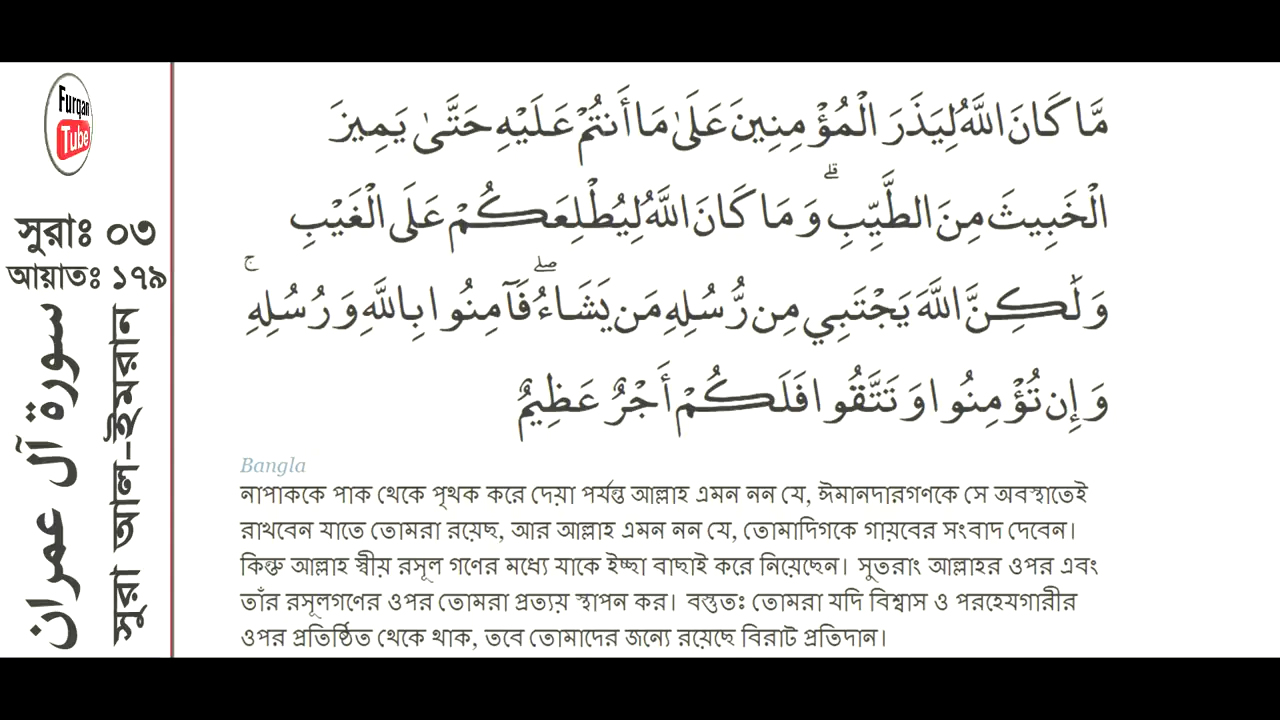 Furqan
Tube
সুরাঃ ০৩
আয়াতঃ ১৭৯
سورة آل عمران
সুরা আল-ইমরান
مَّا كَانَ اللَّهُ لِيَذَرَ الْمُؤْمِنِينَ عَلَىٰ مَا أَنتُمْ عَلَيْهِ حَتَّىٰ يَمِيزَ
الْخَبِيثَ مِنَ الطَّيِّبِ ۗ وَمَا كَانَ اللَّهُ لِيُطْلِعَكُمْ عَلَى الْغَيْبِ
وَلَٰكِنَّ اللَّهَ يَجْتَبِي مِن رُّسُلِهِ مَن يَشَاءُ ۖ فَآمِنُوا بِاللَّهِ وَرُسُلِهِ ۚ
وَإِن تُؤْمِنُوا وَتَتَّقُوا فَلَكُمْ أَجْرٌ عَظِيمٌ
Bangla
নাপাককে পাক থেকে পৃথক করে দেয়া পর্যন্ত আল্লাহ এমন নন যে, ঈমানদারগণকে সে অবস্থাতেই
রাখবেন যাতে তোমরা রয়েছ, আর আল্লাহ এমন নন যে, তোমাদিগকে গায়বের সংবাদ দেবেন।
কিন্তু আল্লাহ স্বীয় রসূল গণের মধ্যে যাকে ইচ্ছা বাছাই করে নিয়েছেন। সুতরাং আল্লাহর ওপর এবং
তাঁর রসূলগণের ওপর তোমরা প্রত্যয় স্থাপন কর। বস্তুতঃ তোমরা যদি বিশ্বাস ও পরহেযগারীর
ওপর প্রতিষ্ঠিত থেকে থাক, তবে তোমাদের জন্যে রয়েছে বিরাট প্রতিদান।